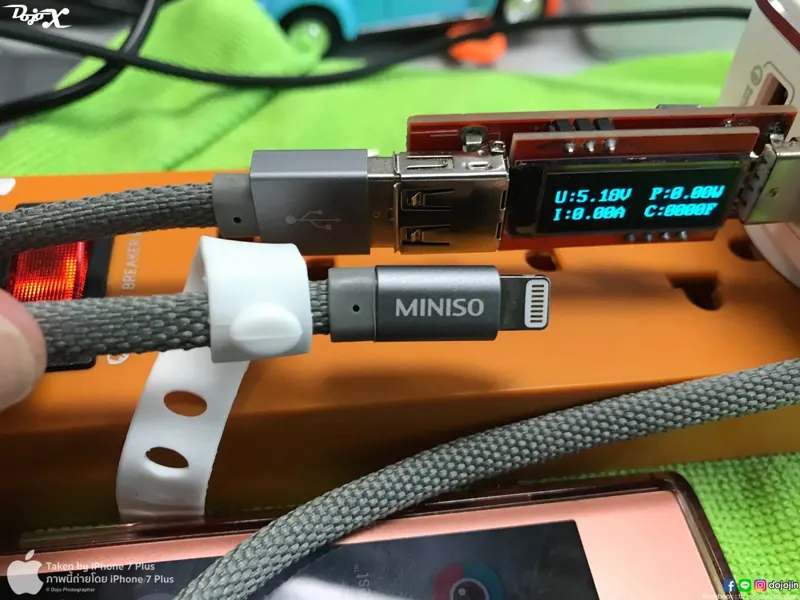 DojoX
U:5.18V P:0.00W
I:0.00A C:0000F
BREAKER
MINISO
Taken by iPhone 7 Plus
ภาพนี้ถ่ายโดย iPhone 7 Plus
© Dojo Photographer
dojojin